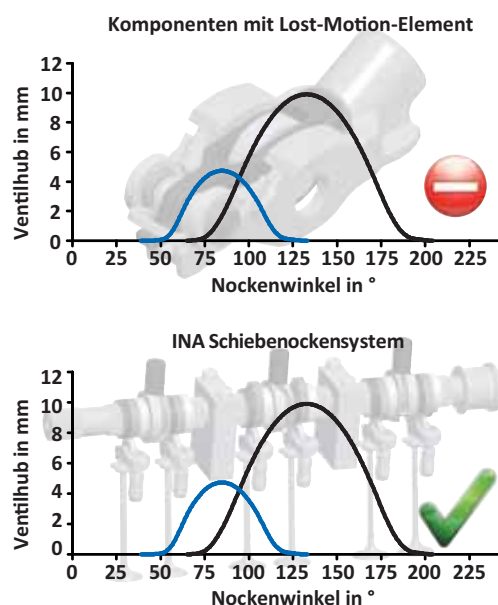 Komponenten mit Lost-Motion-Element
Ventilhub in mm
12
10
8
6
4
2
0
0 25 50 75 100 125 150 175 200 225
Nockenwinkel in °
INA Schiebenockensystem
Ventilhub in mm
12
10
8
6
4
2
0
0 25 50 75 100 125 150 175 200 225
Nockenwinkel in °